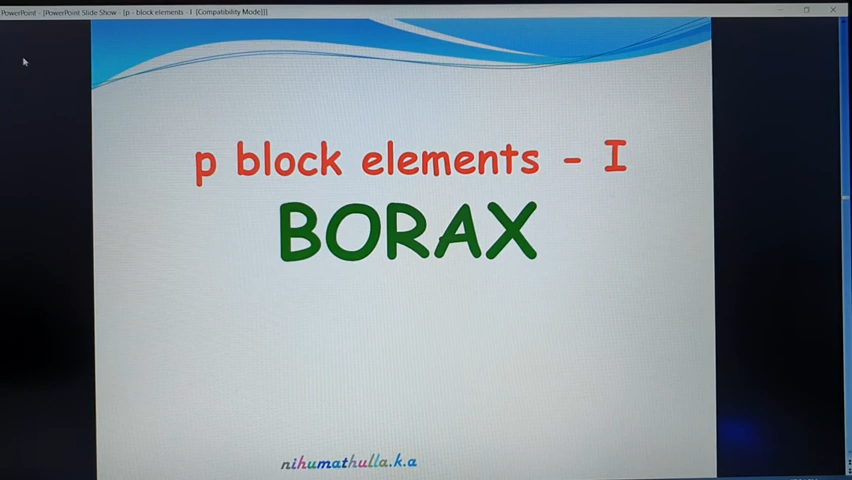 PowerPoint - [PowerPoint Slide Show - [p - block elements - I [Compatibility Mode]]]
p block elements - I
BORAX
nihumathulla.k.a